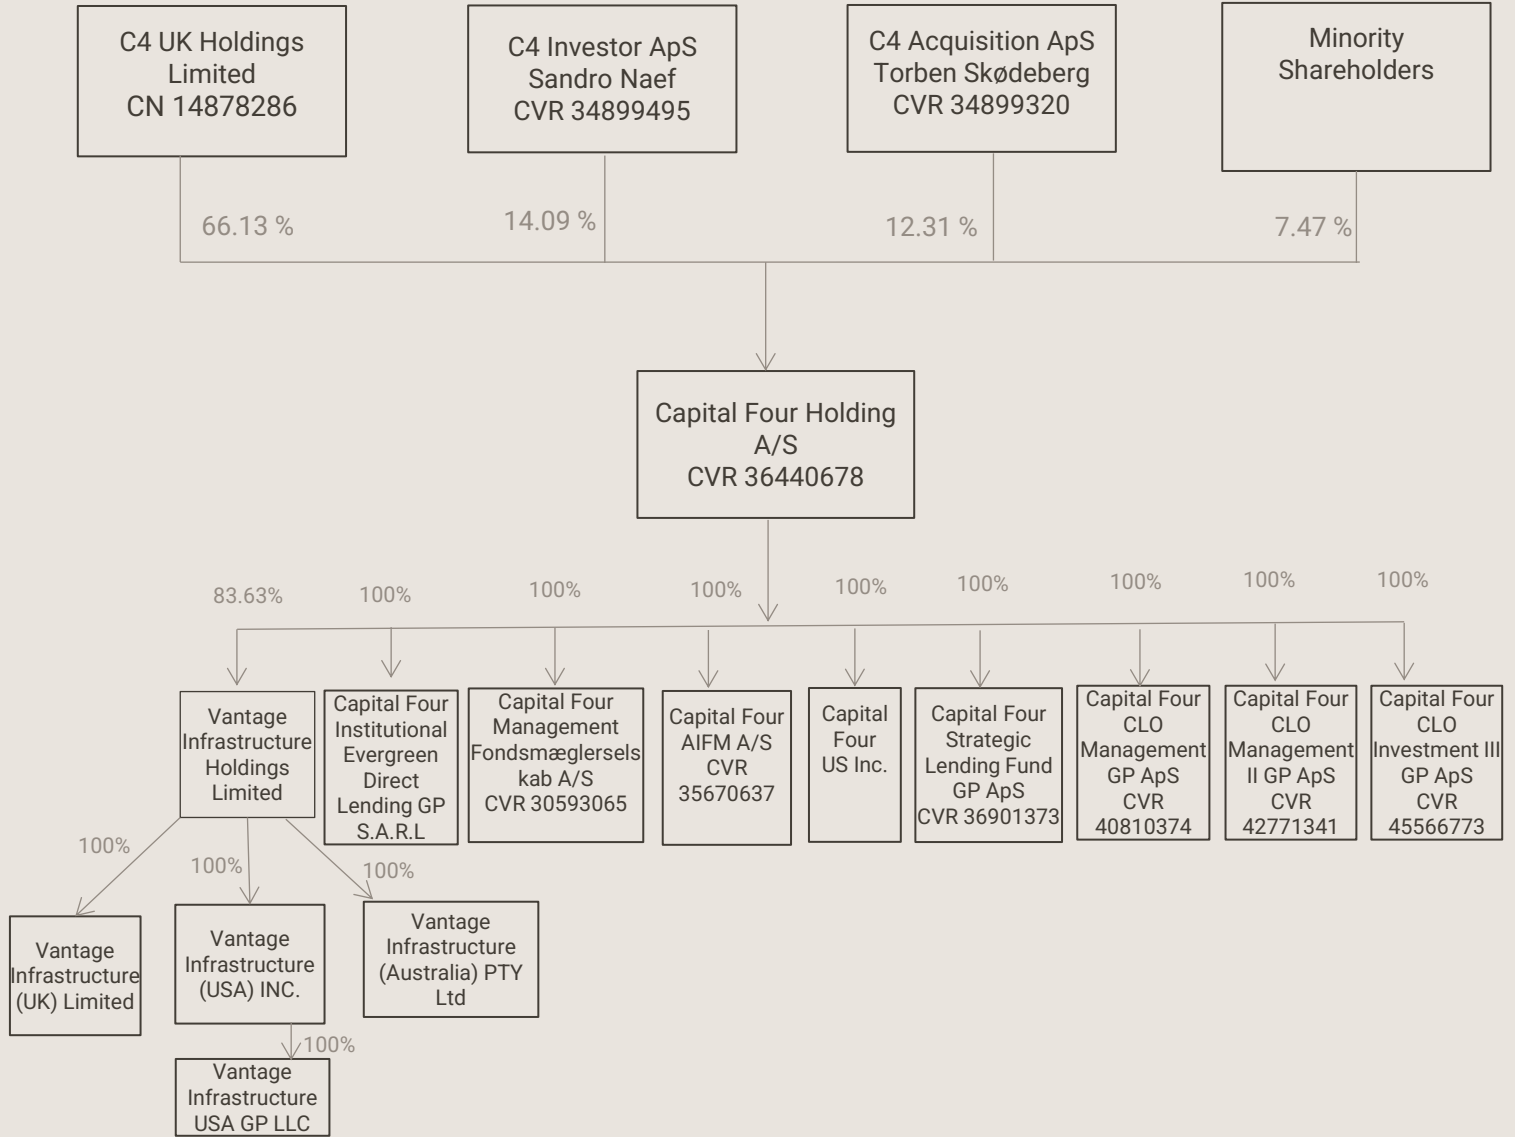 C4 UK Holdings
Limited
CN 14878286
C4 Investor ApS
Sandro Naef
CVR 34899495
C4 Acquisition ApS
Torben Skødeberg
CVR 34899320
Minority
Shareholders
66.13 %
14.09 %
12.31 %
7.47 %
Capital Four Holding
A/S
CVR 36440678
83.63%
100%
100%
100%
100%
100%
100%
100%
100%
Vantage
Infrastructure
Holdings
Limited
Capital Four
Institutional
Evergreen
Direct
Lending GP
S.A.R.L
Capital Four
Management
Fondsmæglersels
kab A/S
CVR 30593065
Capital Four
AIFM A/S
CVR
35670637
Capital
Four
US Inc.
Capital Four
Strategic
Lending Fund
GP ApS
CVR 36901373
Capital Four
CLO
Management
GP ApS
CVR
40810374
Capital Four
CLO
Management
II GP ApS
CVR
42771341
Capital Four
CLO
Investment III
GP ApS
CVR
45566773
100%
100%
100%
Vantage
Infrastructure
(UK) Limited
Vantage
Infrastructure
(USA) INC.
Vantage
Infrastructure
(Australia) PTY
Ltd
100%
Vantage
Infrastructure
USA GP LLC